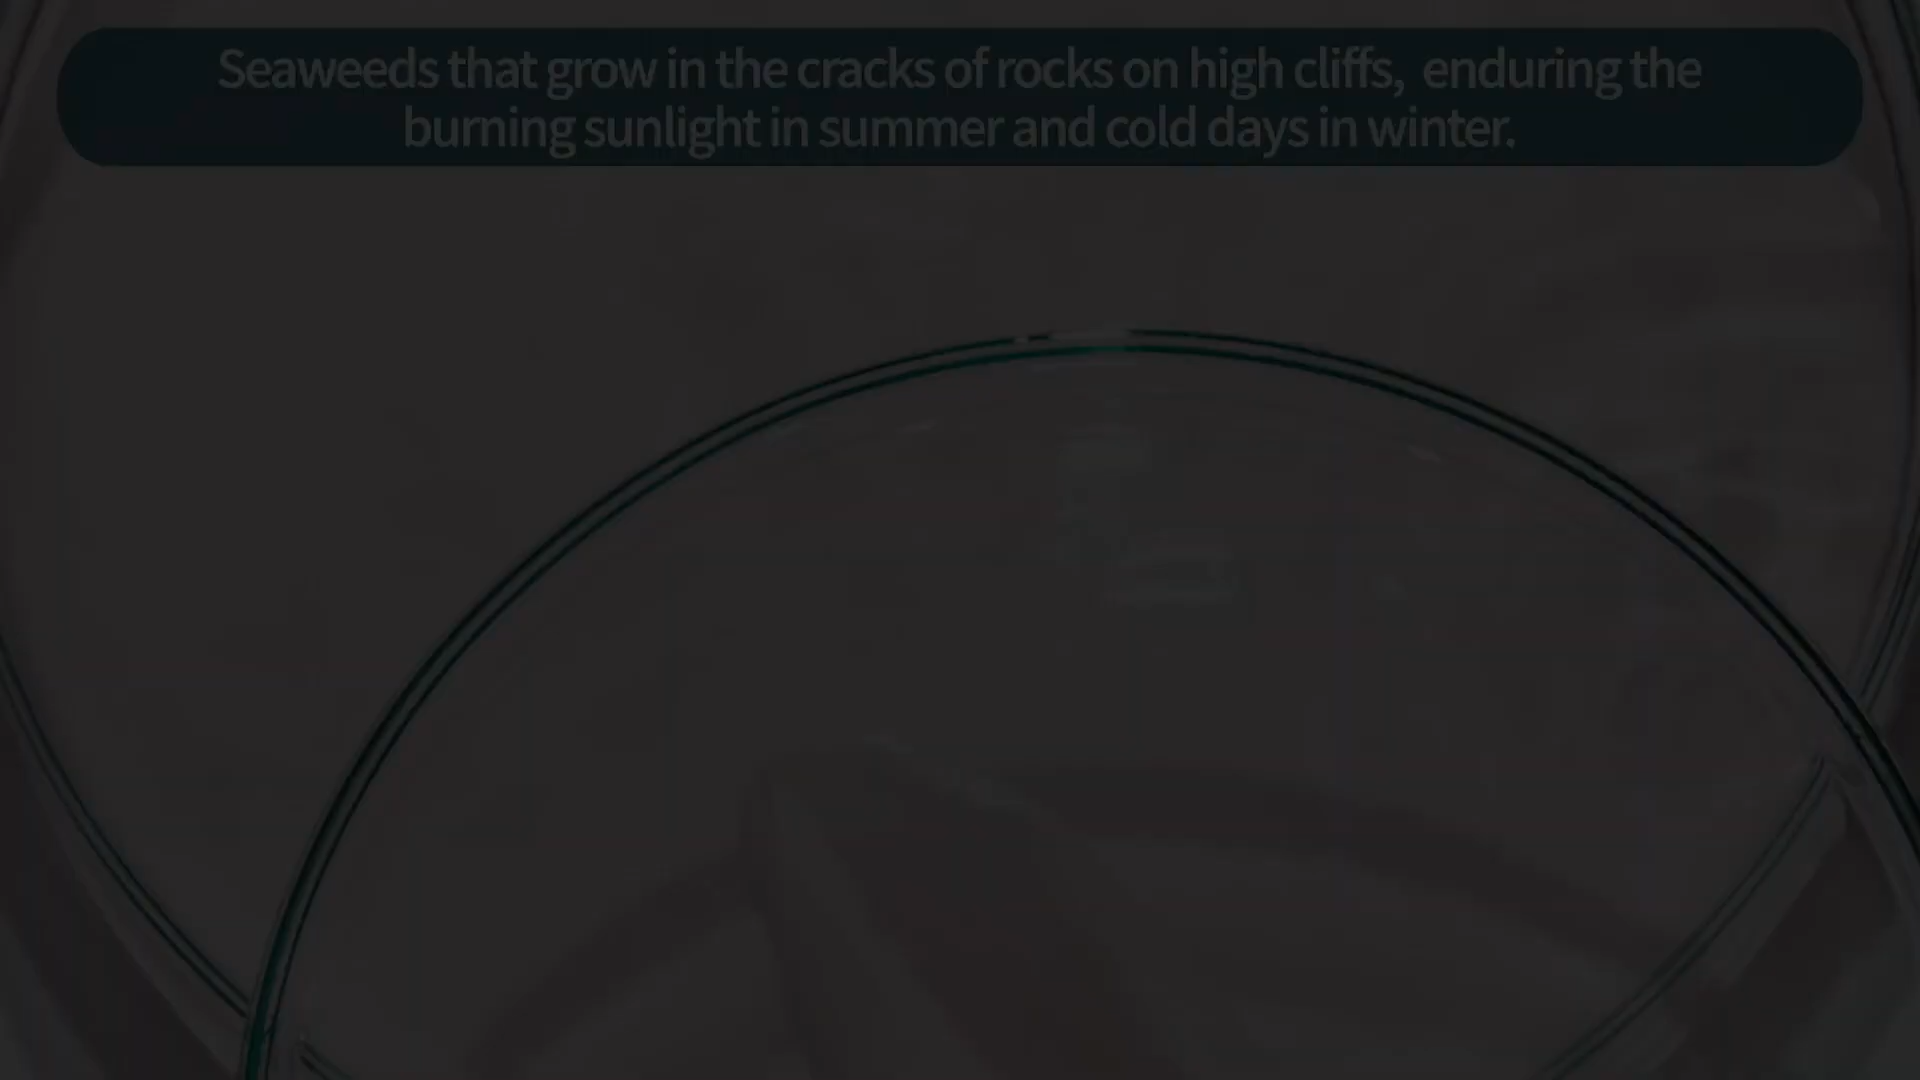 Seaweeds that grow in the cracks of rocks on high cliffs, enduring the
burning sunlight in summer and cold days in winter.